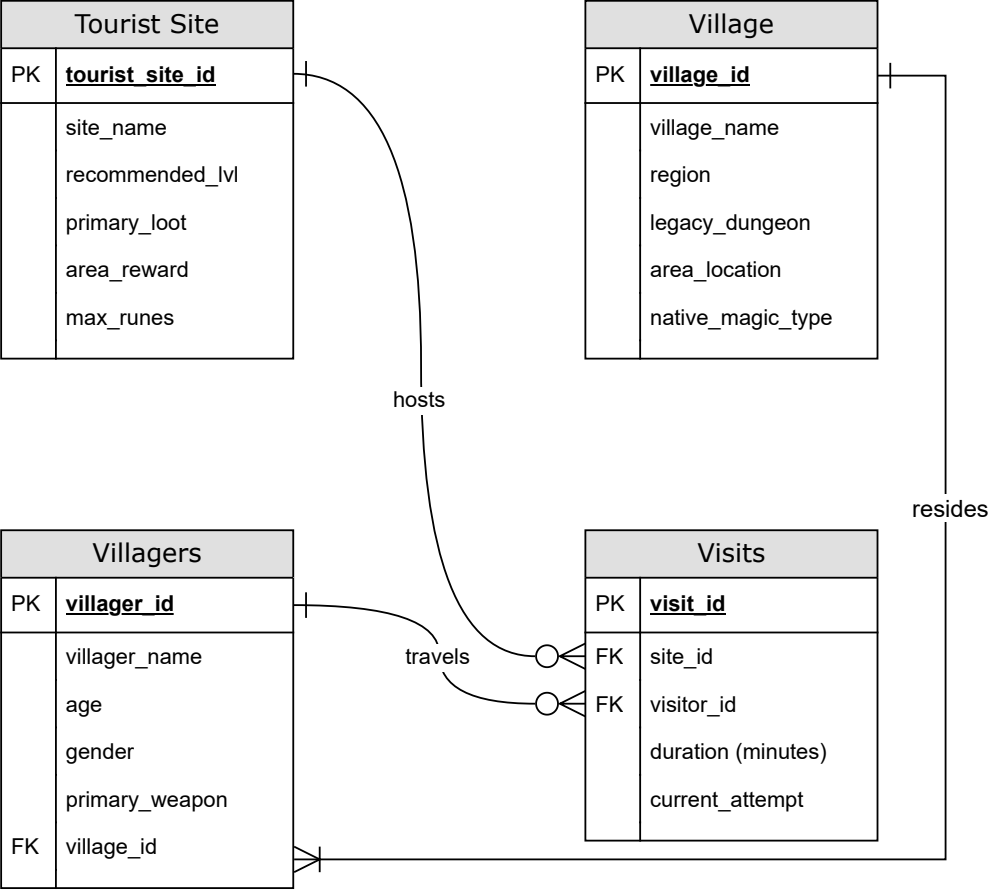 Tourist Site
PK tourist_site_id
site_name
recommended_lvl
primary_loot
area_reward
max_runes
Village
PK village_id
village_name
region
legacy_dungeon
area_location
native_magic_type
hosts
resides
travels
Villagers
PK villager_id
villager_name
age
gender
primary_weapon
FK village_id
Visits
PK visit_id
FK site_id
FK visitor_id
duration (minutes)
current_attempt